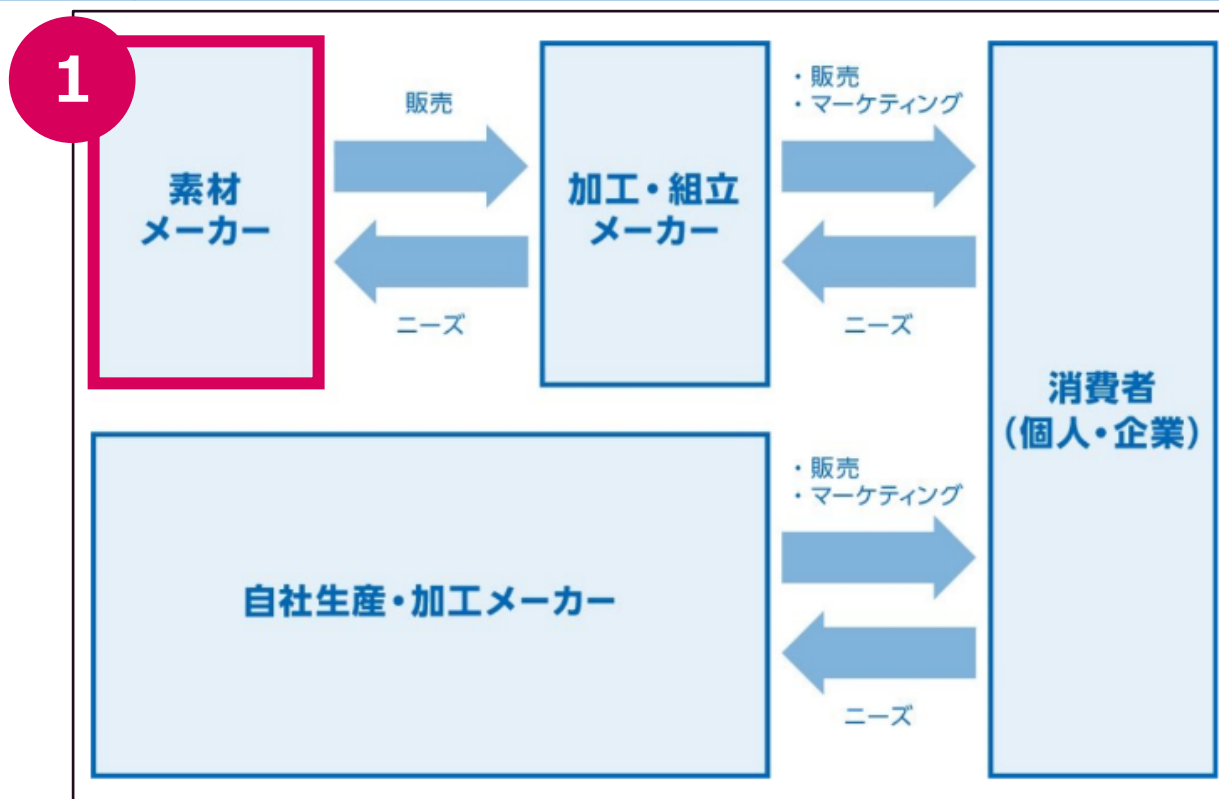 1
素材
メーカー
販売
ニーズ
加工・組立
メーカー
・販売
・マーケティング
ニーズ
消費者
(個人・企業)
自社生産・加工メーカー
・販売
・マーケティング
ニーズ